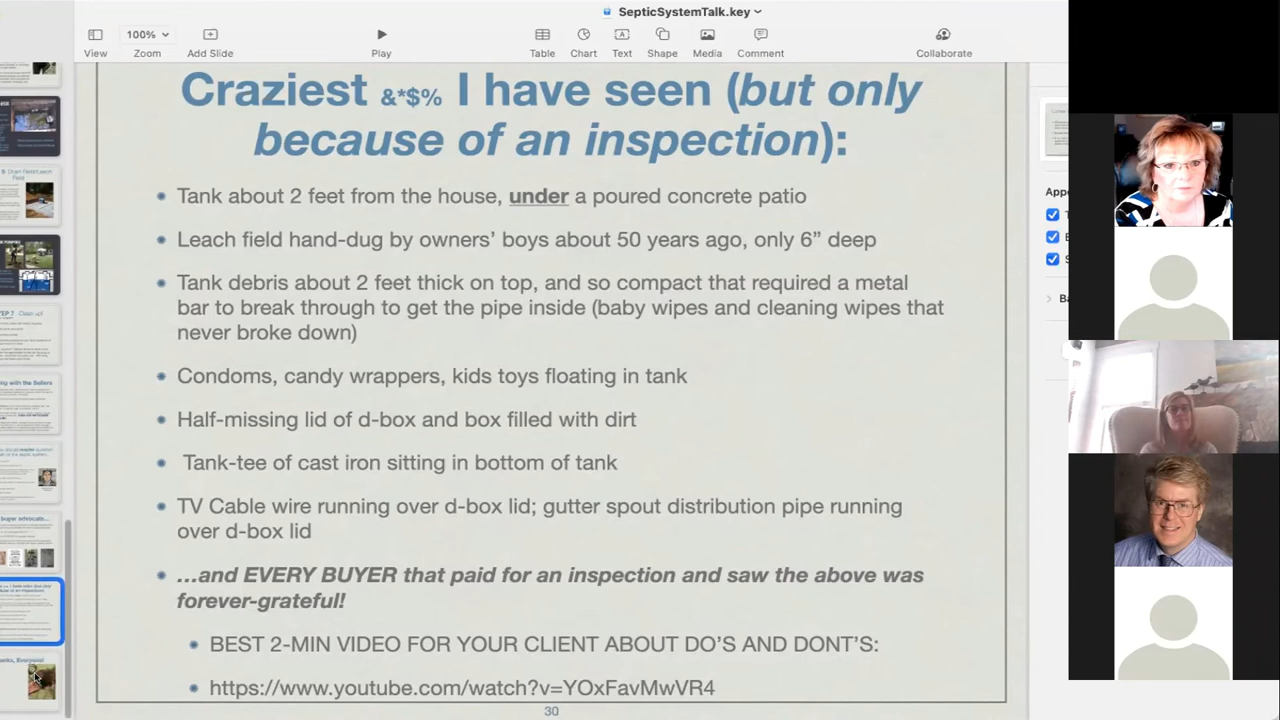 SepticSystemTalk.key
100%
View
Zoom
Add Slide
Play
Table
Chart
Text
Shape
Media
Comment
Collaborate
Craziest &*$% I have seen (but only
because of an inspection):
Tank about 2 feet from the house, under a poured concrete patio
Leach field hand-dug by owners’ boys about 50 years ago, only 6” deep
Tank debris about 2 feet thick on top, and so compact that required a metal
bar to break through to get the pipe inside (baby wipes and cleaning wipes that
never broke down)
Condoms, candy wrappers, kids toys floating in tank
Half-missing lid of d-box and box filled with dirt
Tank-tee of cast iron sitting in bottom of tank
TV Cable wire running over d-box lid; gutter spout distribution pipe running
over d-box lid
...and EVERY BUYER that paid for an inspection and saw the above was
forever-grateful!
BEST 2-MIN VIDEO FOR YOUR CLIENT ABOUT DO’S AND DONT’S:
https://www.youtube.com/watch?v=YOxFavMwVR4
30